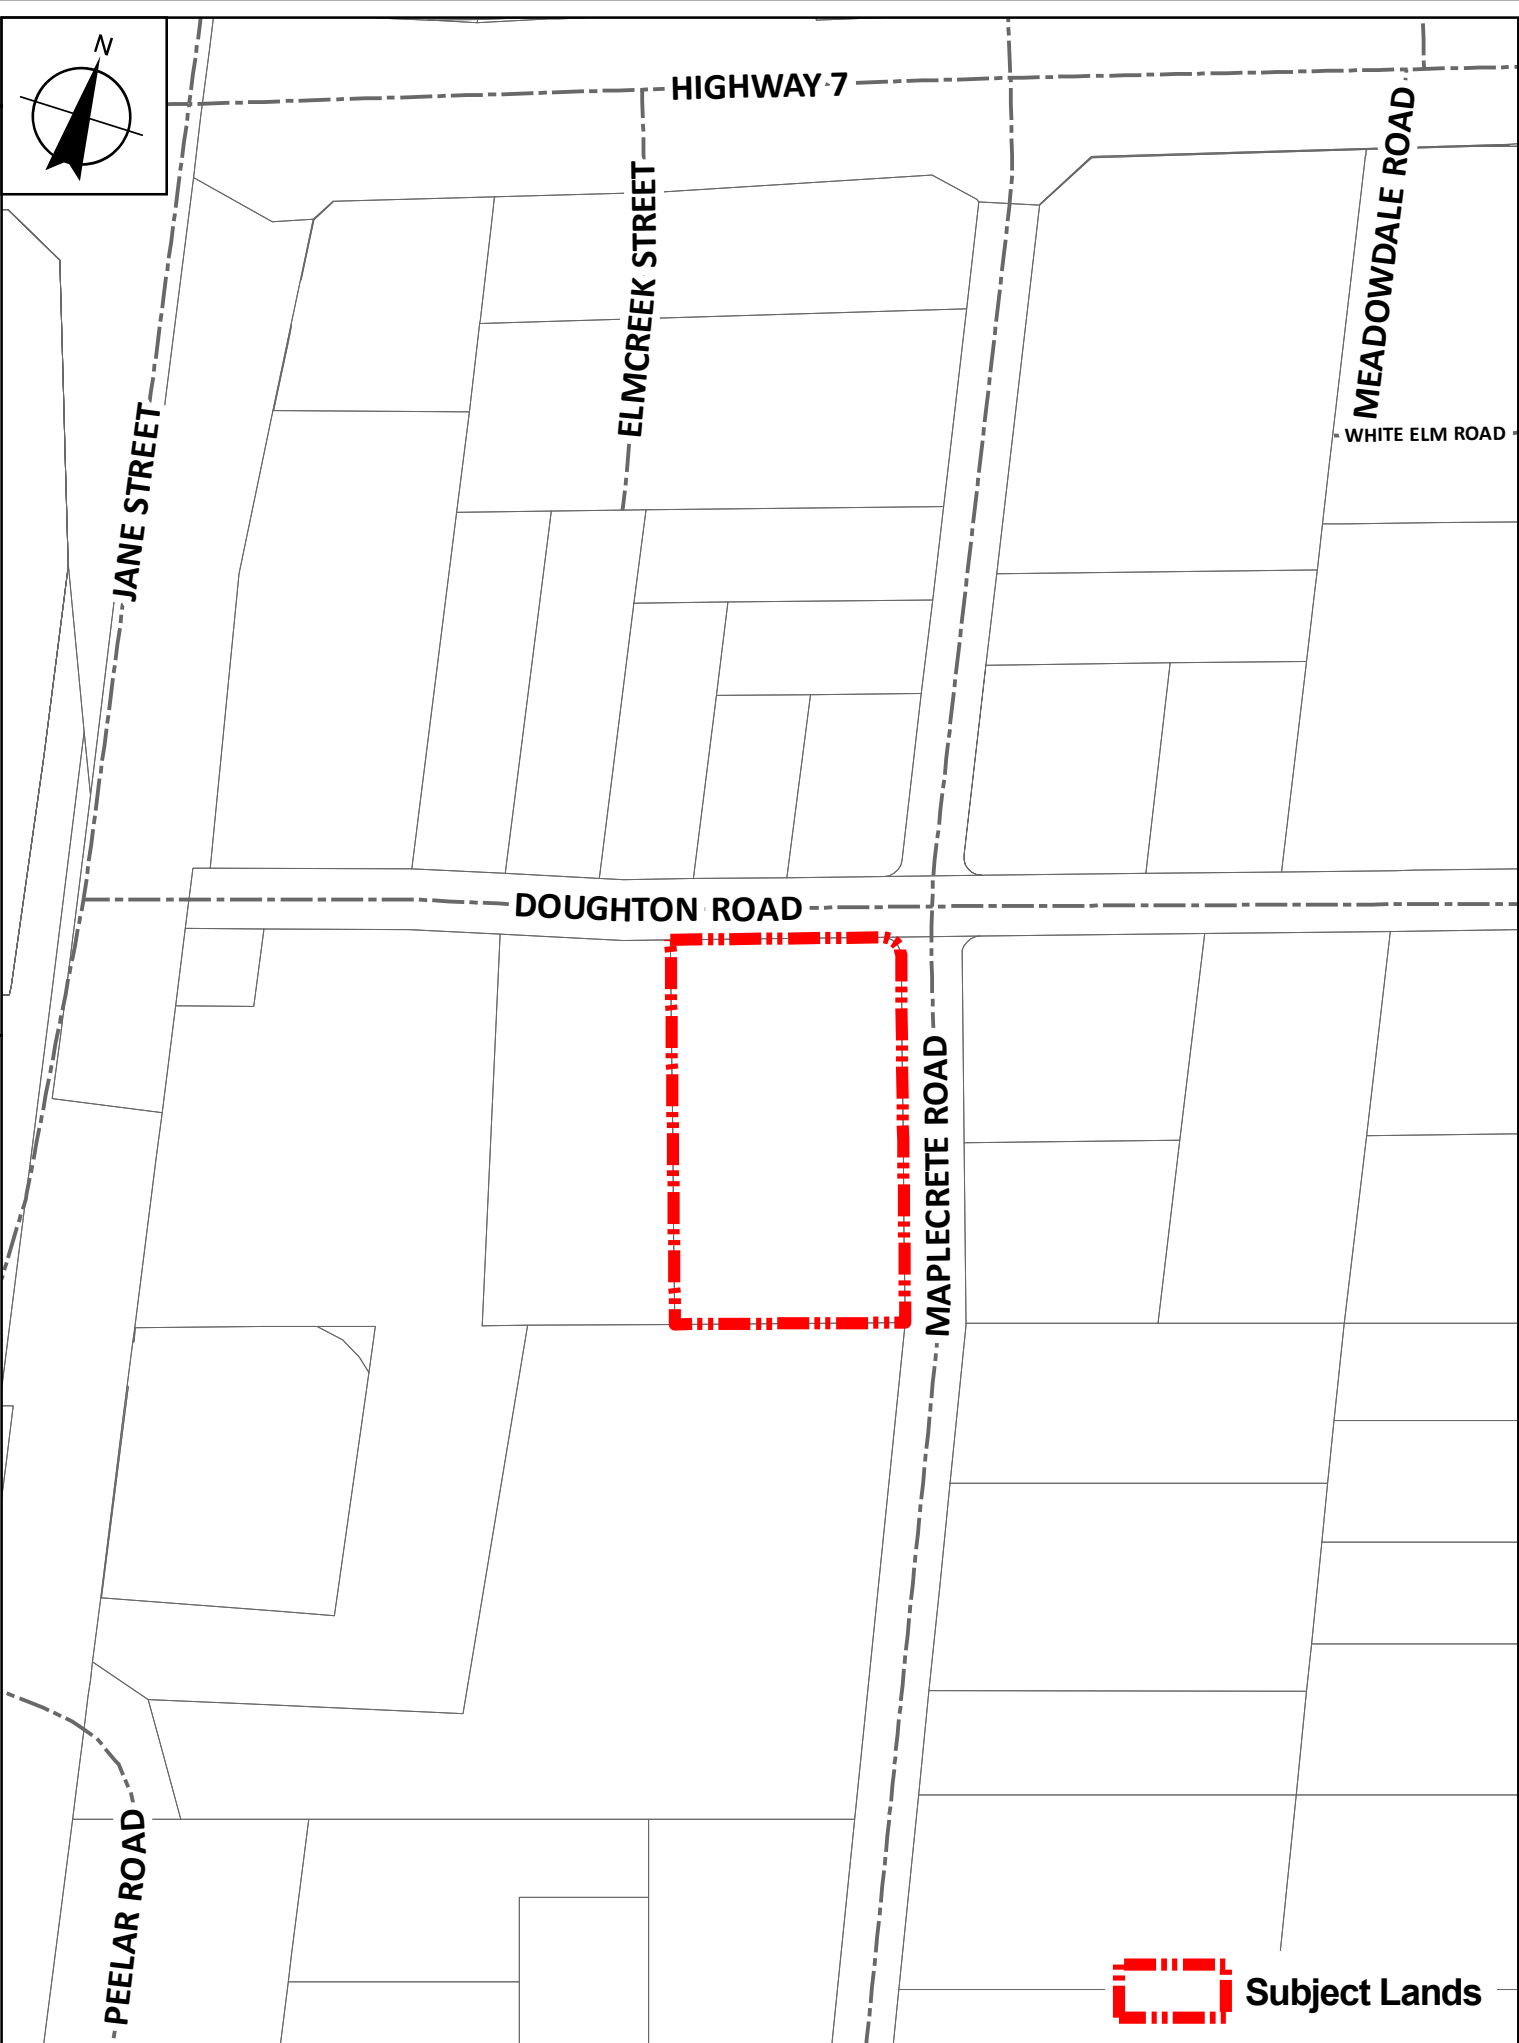 N
HIGHWAY 7
MEADOWDALE ROAD
ELMCREEK STREET
JANE STREET
WHITE ELM ROAD
DOUGHTON ROAD
MAPLECRETE ROAD
PEELAR ROAD
Subject Lands